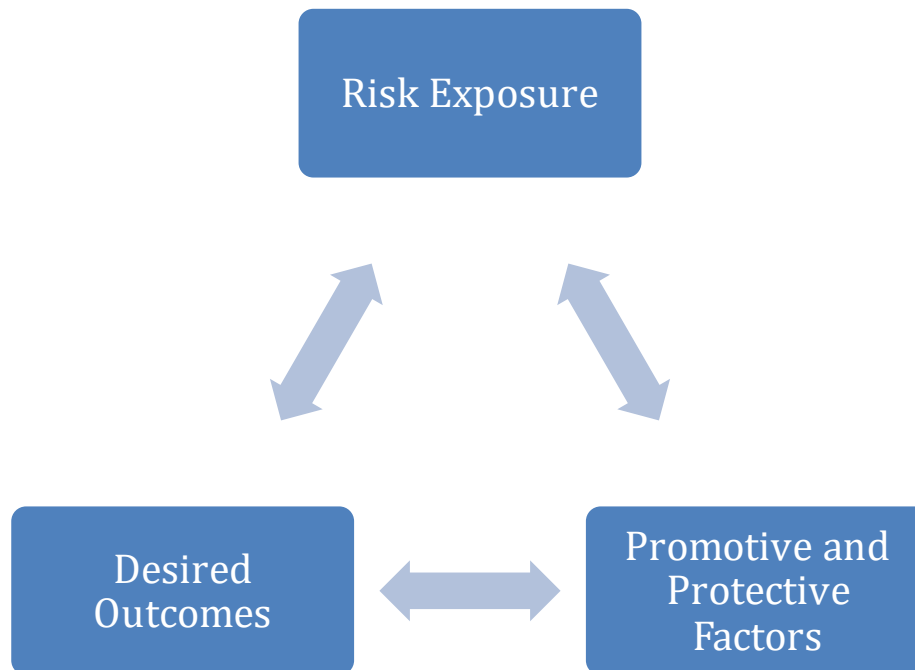 Risk Exposure
Desired
Outcomes
Promotive and
Protective
Factors